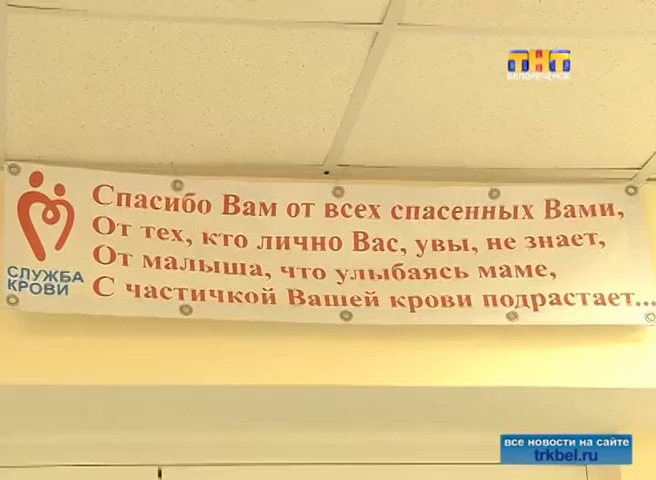 ТНТ
БЕЛОРЕЧЕНСК
Спасибо Вам от всех спасенных Вами,
От тех, кто лично Вас, увы, не знает,
От малыша, что улыбаясь маме,
С частичкой Вашей крови подрастает...
СЛУЖБА
КРОВИ
все новости на сайте
trkbel.ru